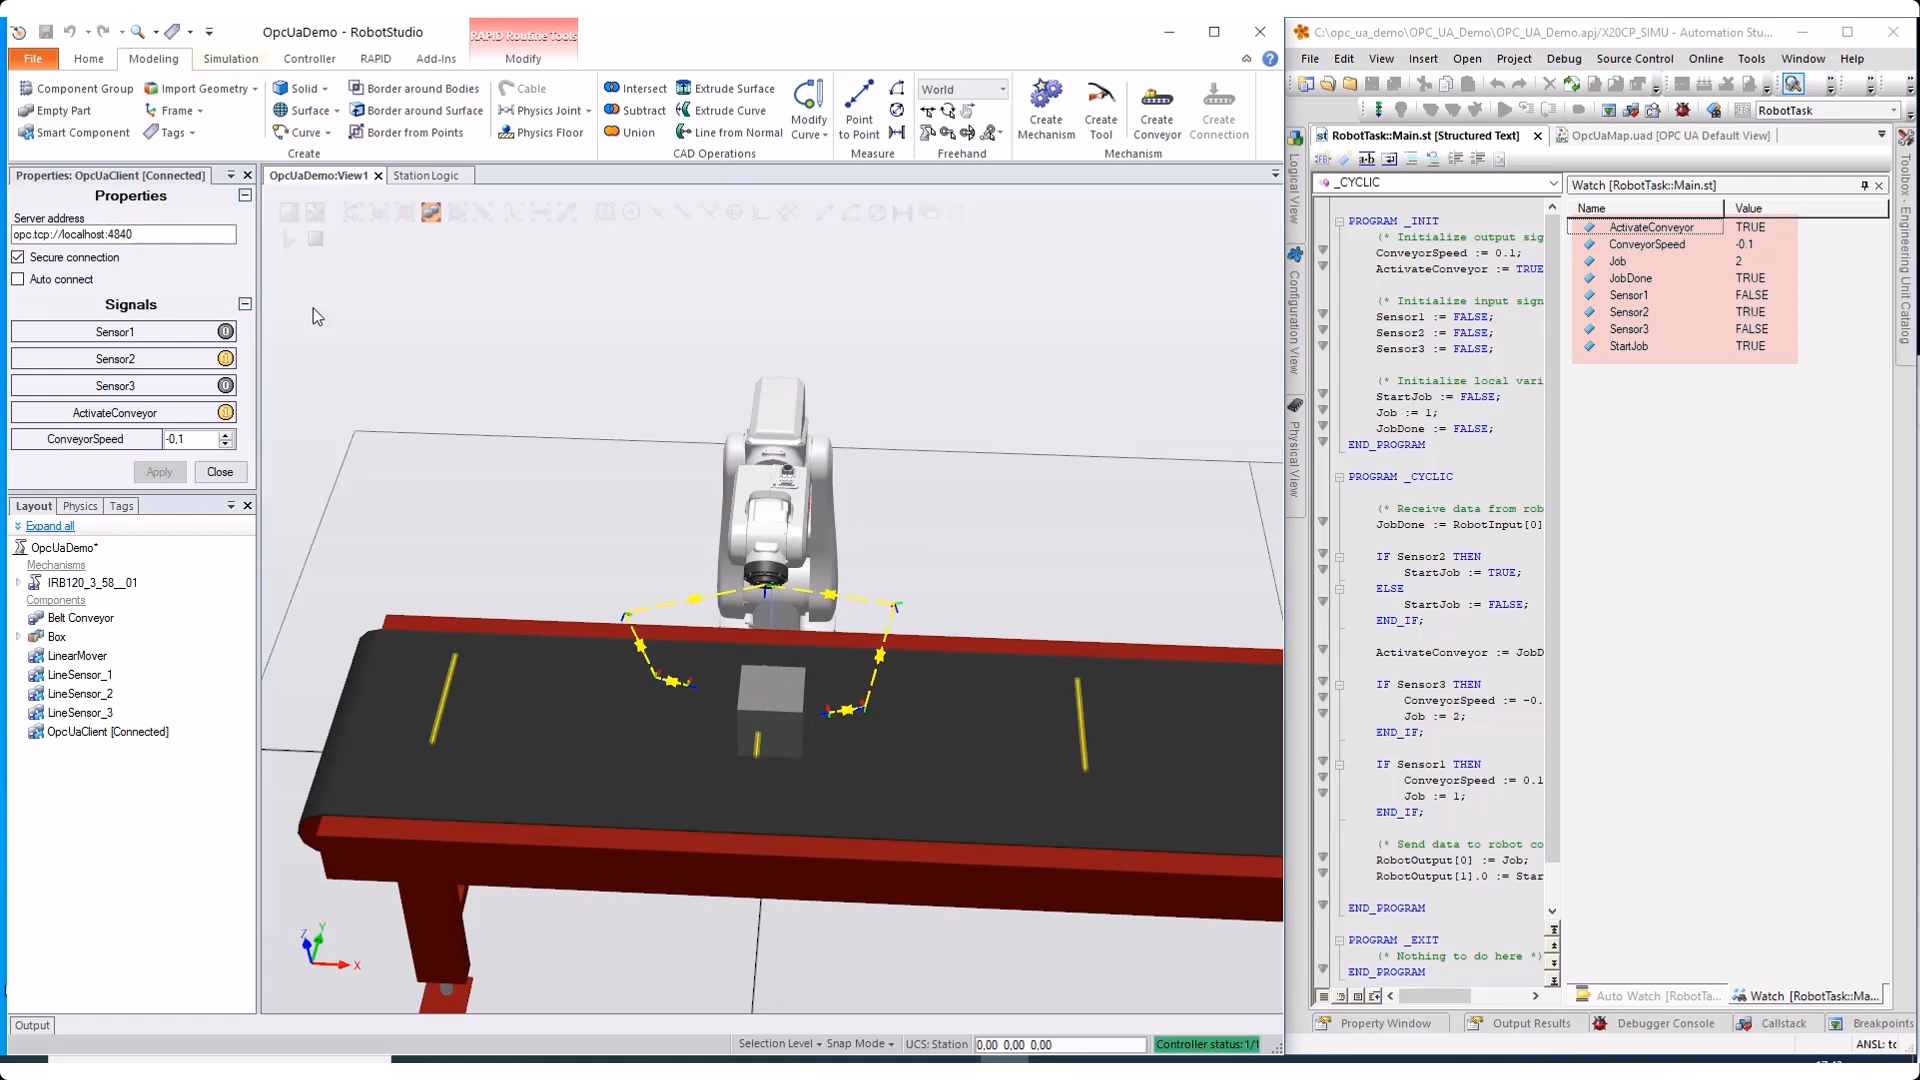 OpcUaDemo - RobotStudio
RAPID Routine Tools
File Home Modeling Simulation Controller RAPID Add-Ins Modify
Component Group
Import Geometry
Empty Part
Frame
Smart Component
Tags
Solid
Border around Bodies
Surface
Border around Surface
Curve
Border from Points
Create
Cable
Physics Joint
Physics Floor
Intersect
Extrude Surface
Subtract
Extrude Curve
Union
Line from Normal
Modify
Curve
CAD Operations
Point
to Point
Measure
World
Freehand
Create
Mechanism
Create
Tool
Create
Conveyor
Create
Connection
Mechanism
Properties: OpcUaClient [Connected]
Properties
Server address
opc.tcp://localhost:4840
Secure connection
Auto connect
Signals
Sensor1 0
Sensor2 1
Sensor3 0
ActivateConveyor 1
ConveyorSpeed -0,1
Apply Close
Layout Physics Tags
Expand all
OpcUaDemo*
Mechanisms
IRB120_3_58__01
Components
Belt Conveyor
Box
LinearMover
LineSensor_1
LineSensor_2
LineSensor_3
OpcUaClient [Connected]
Output
OpcUaDemo:View1 Station Logic
Z Y X
Selection Level Snap Mode UCS: Station 0,00 0,00 0,00 Controller status: 1/1
C:\opc_ua_demo\OPC_UA_Demo\OPC_UA_Demo.apj/X20CP_SIMU - Automation Stu...
File Edit View Insert Open Project Debug Source Control Online Tools Window Help
RobotTask
RobotTask::Main.st [Structured Text]
OpcUaMap.uad [OPC UA Default View]
Logical View
Configuration View
Physical View
_CYCLIC
PROGRAM _INIT
(* Initialize output sig
ConveyorSpeed := 0.1;
ActivateConveyor := TRUE
(* Initialize input sign
Sensor1 := FALSE;
Sensor2 := FALSE;
Sensor3 := FALSE;
(* Initialize local vari
StartJob := FALSE;
Job := 1;
JobDone := FALSE;
END_PROGRAM
PROGRAM _CYCLIC
(* Receive data from rob
JobDone := RobotInput[0]
IF Sensor2 THEN
StartJob := TRUE;
ELSE
StartJob := FALSE;
END_IF;
ActivateConveyor := JobD
IF Sensor3 THEN
ConveyorSpeed := -0.
Job := 2;
END_IF;
IF Sensor1 THEN
ConveyorSpeed := 0.1
Job := 1;
END_IF;
(* Send data to robot co
RobotOutput[0] := Job;
RobotOutput[1].0 := Star
END_PROGRAM
PROGRAM _EXIT
(* Nothing to do here *)
END_PROGRAM
Watch [RobotTask::Main.st]
Name Value
ActivateConveyor TRUE
ConveyorSpeed -0.1
Job 2
JobDone TRUE
Sensor1 FALSE
Sensor2 TRUE
Sensor3 FALSE
StartJob TRUE
Toolbox - Engineering Unit Catalog
Auto Watch [RobotTa...
Watch [RobotTask::Ma...
Property Window Output Results Debugger Console Callstack Breakpoints
ANSL: tc